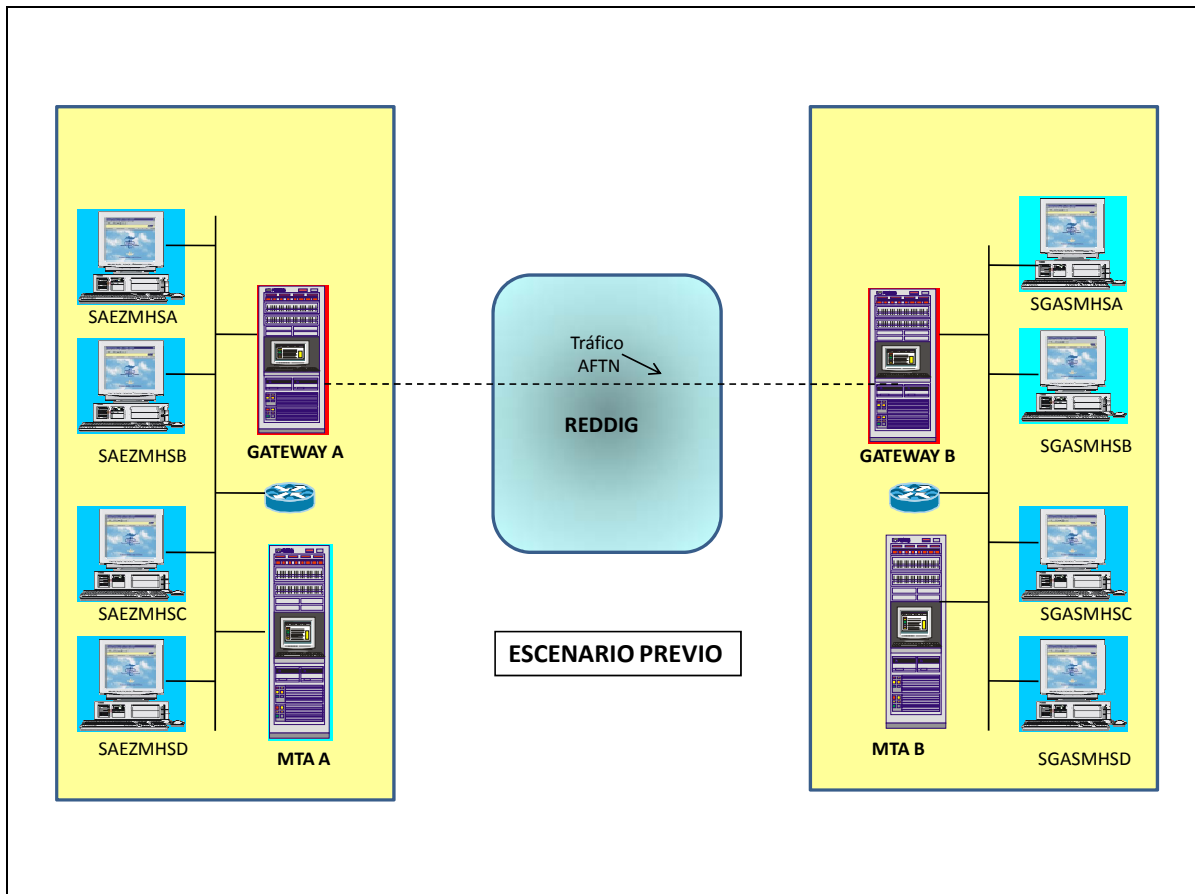 SAEZMHSA
SAEZMHSB
GATEWAY A
SAEZMHSC
SAEZMHSD
MTA A
Tráfico
AFTN
REDDIG
ESCENARIO PREVIO
SGASMHSA
GATEWAY B
SGASMHSB
SGASMHSC
MTA B
SGASMHSD